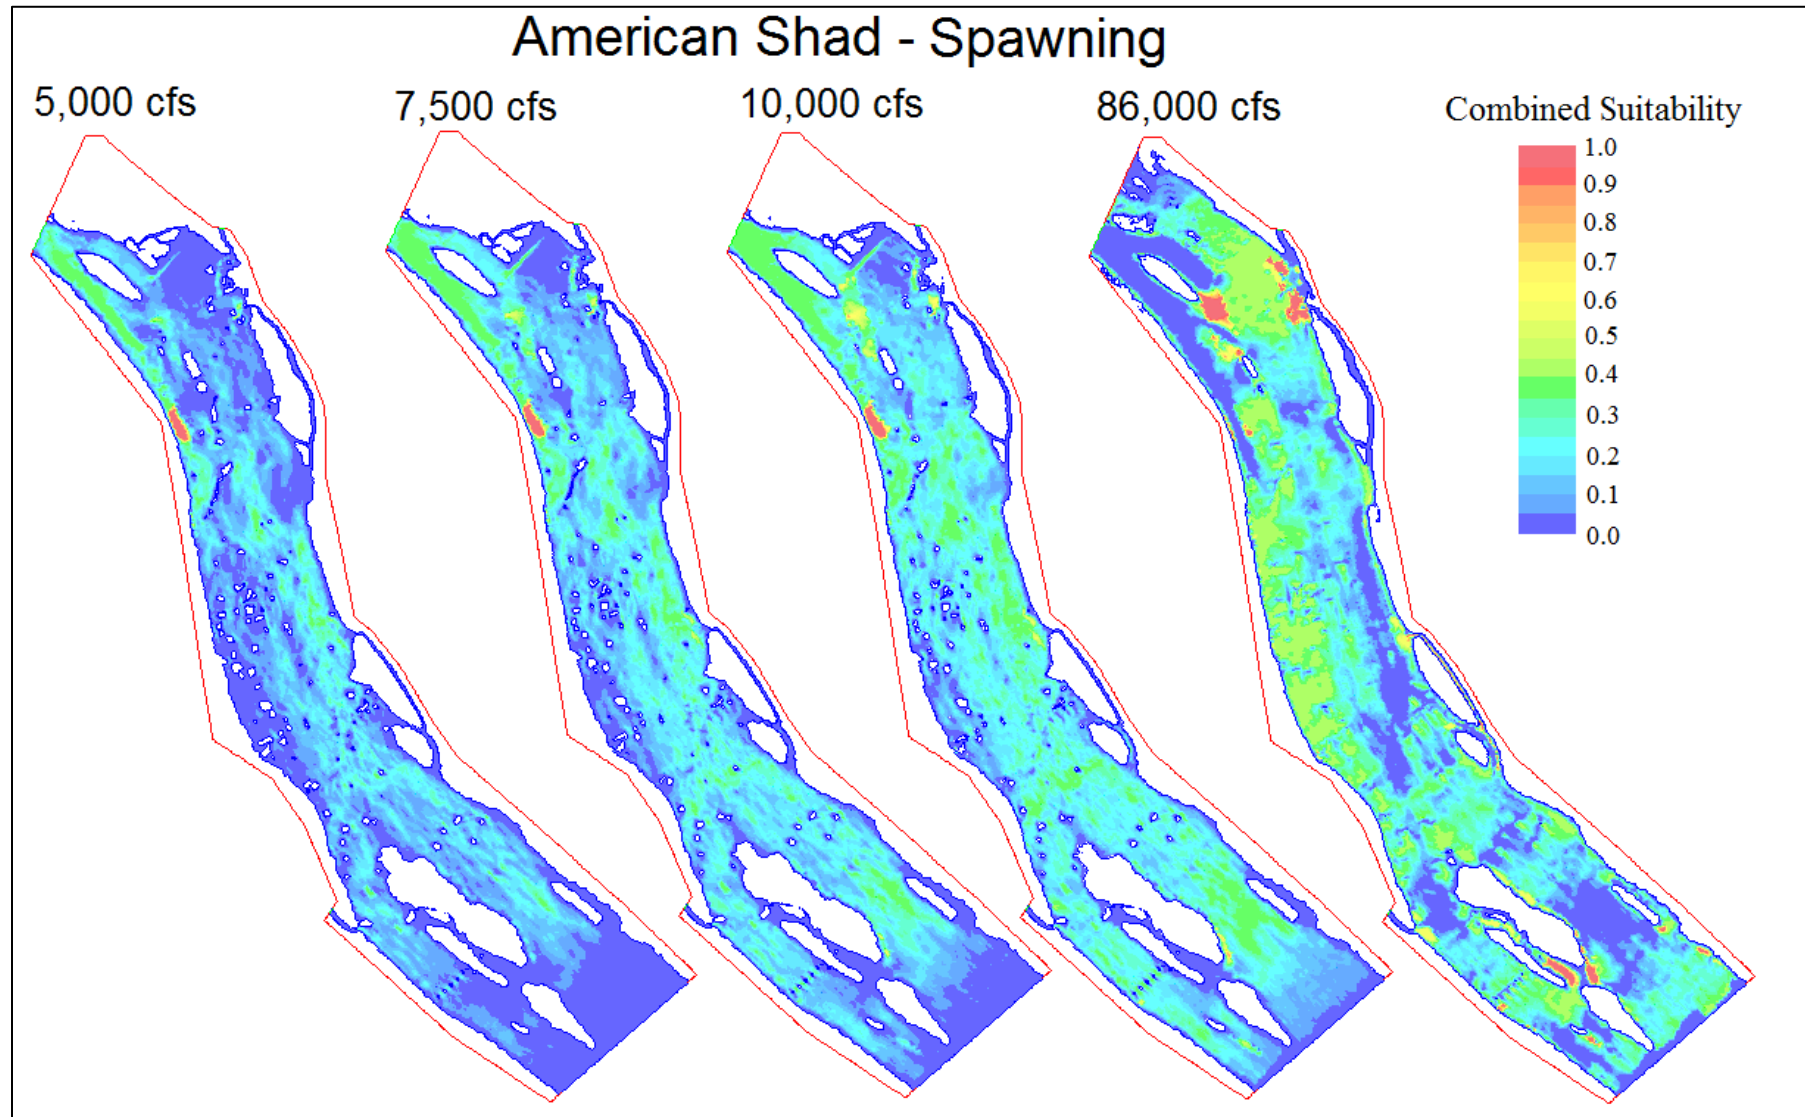 American Shad - Spawning
5,000 cfs
7,500 cfs
10,000 cfs
86,000 cfs
Combined Suitability
1.0
0.9
0.8
0.7
0.6
0.5
0.4
0.3
0.2
0.1
0.0